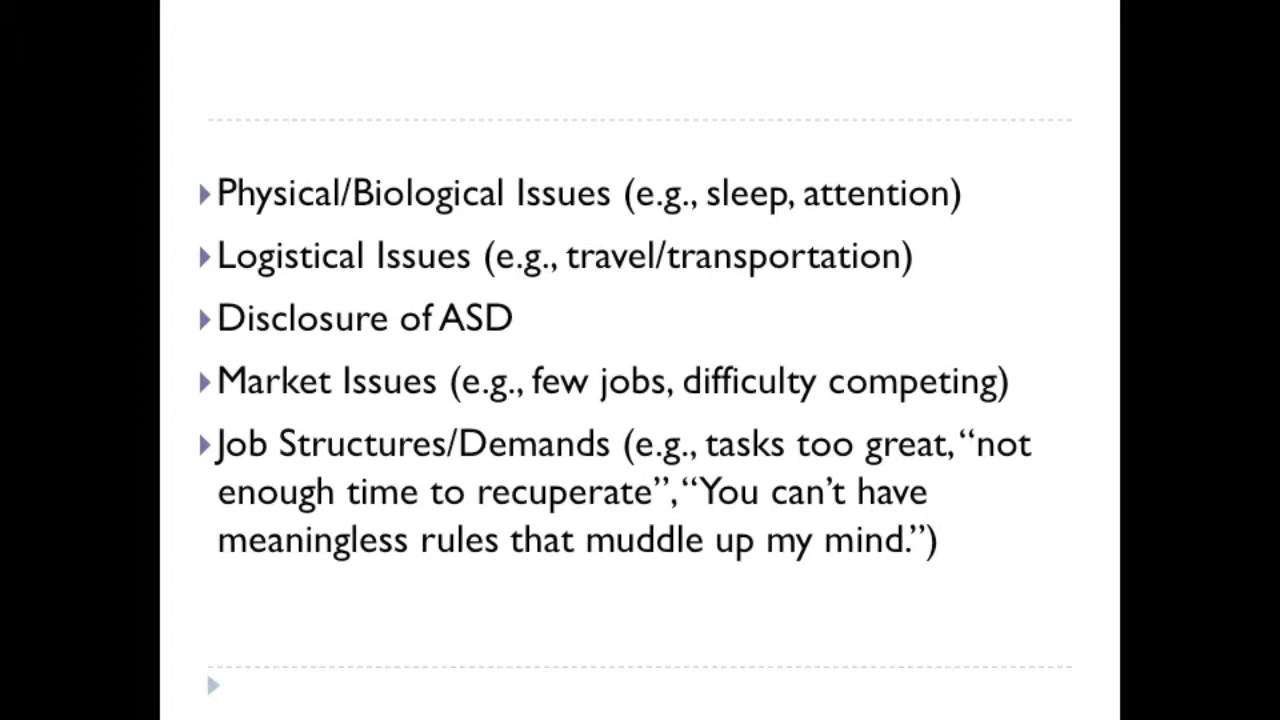 Physical/Biological Issues (e.g., sleep, attention)
Logistical Issues (e.g., travel/transportation)
Disclosure of ASD
Market Issues (e.g., few jobs, difficulty competing)
Job Structures/Demands (e.g., tasks too great, “not
enough time to recuperate”, “You can’t have
meaningless rules that muddle up my mind.”)